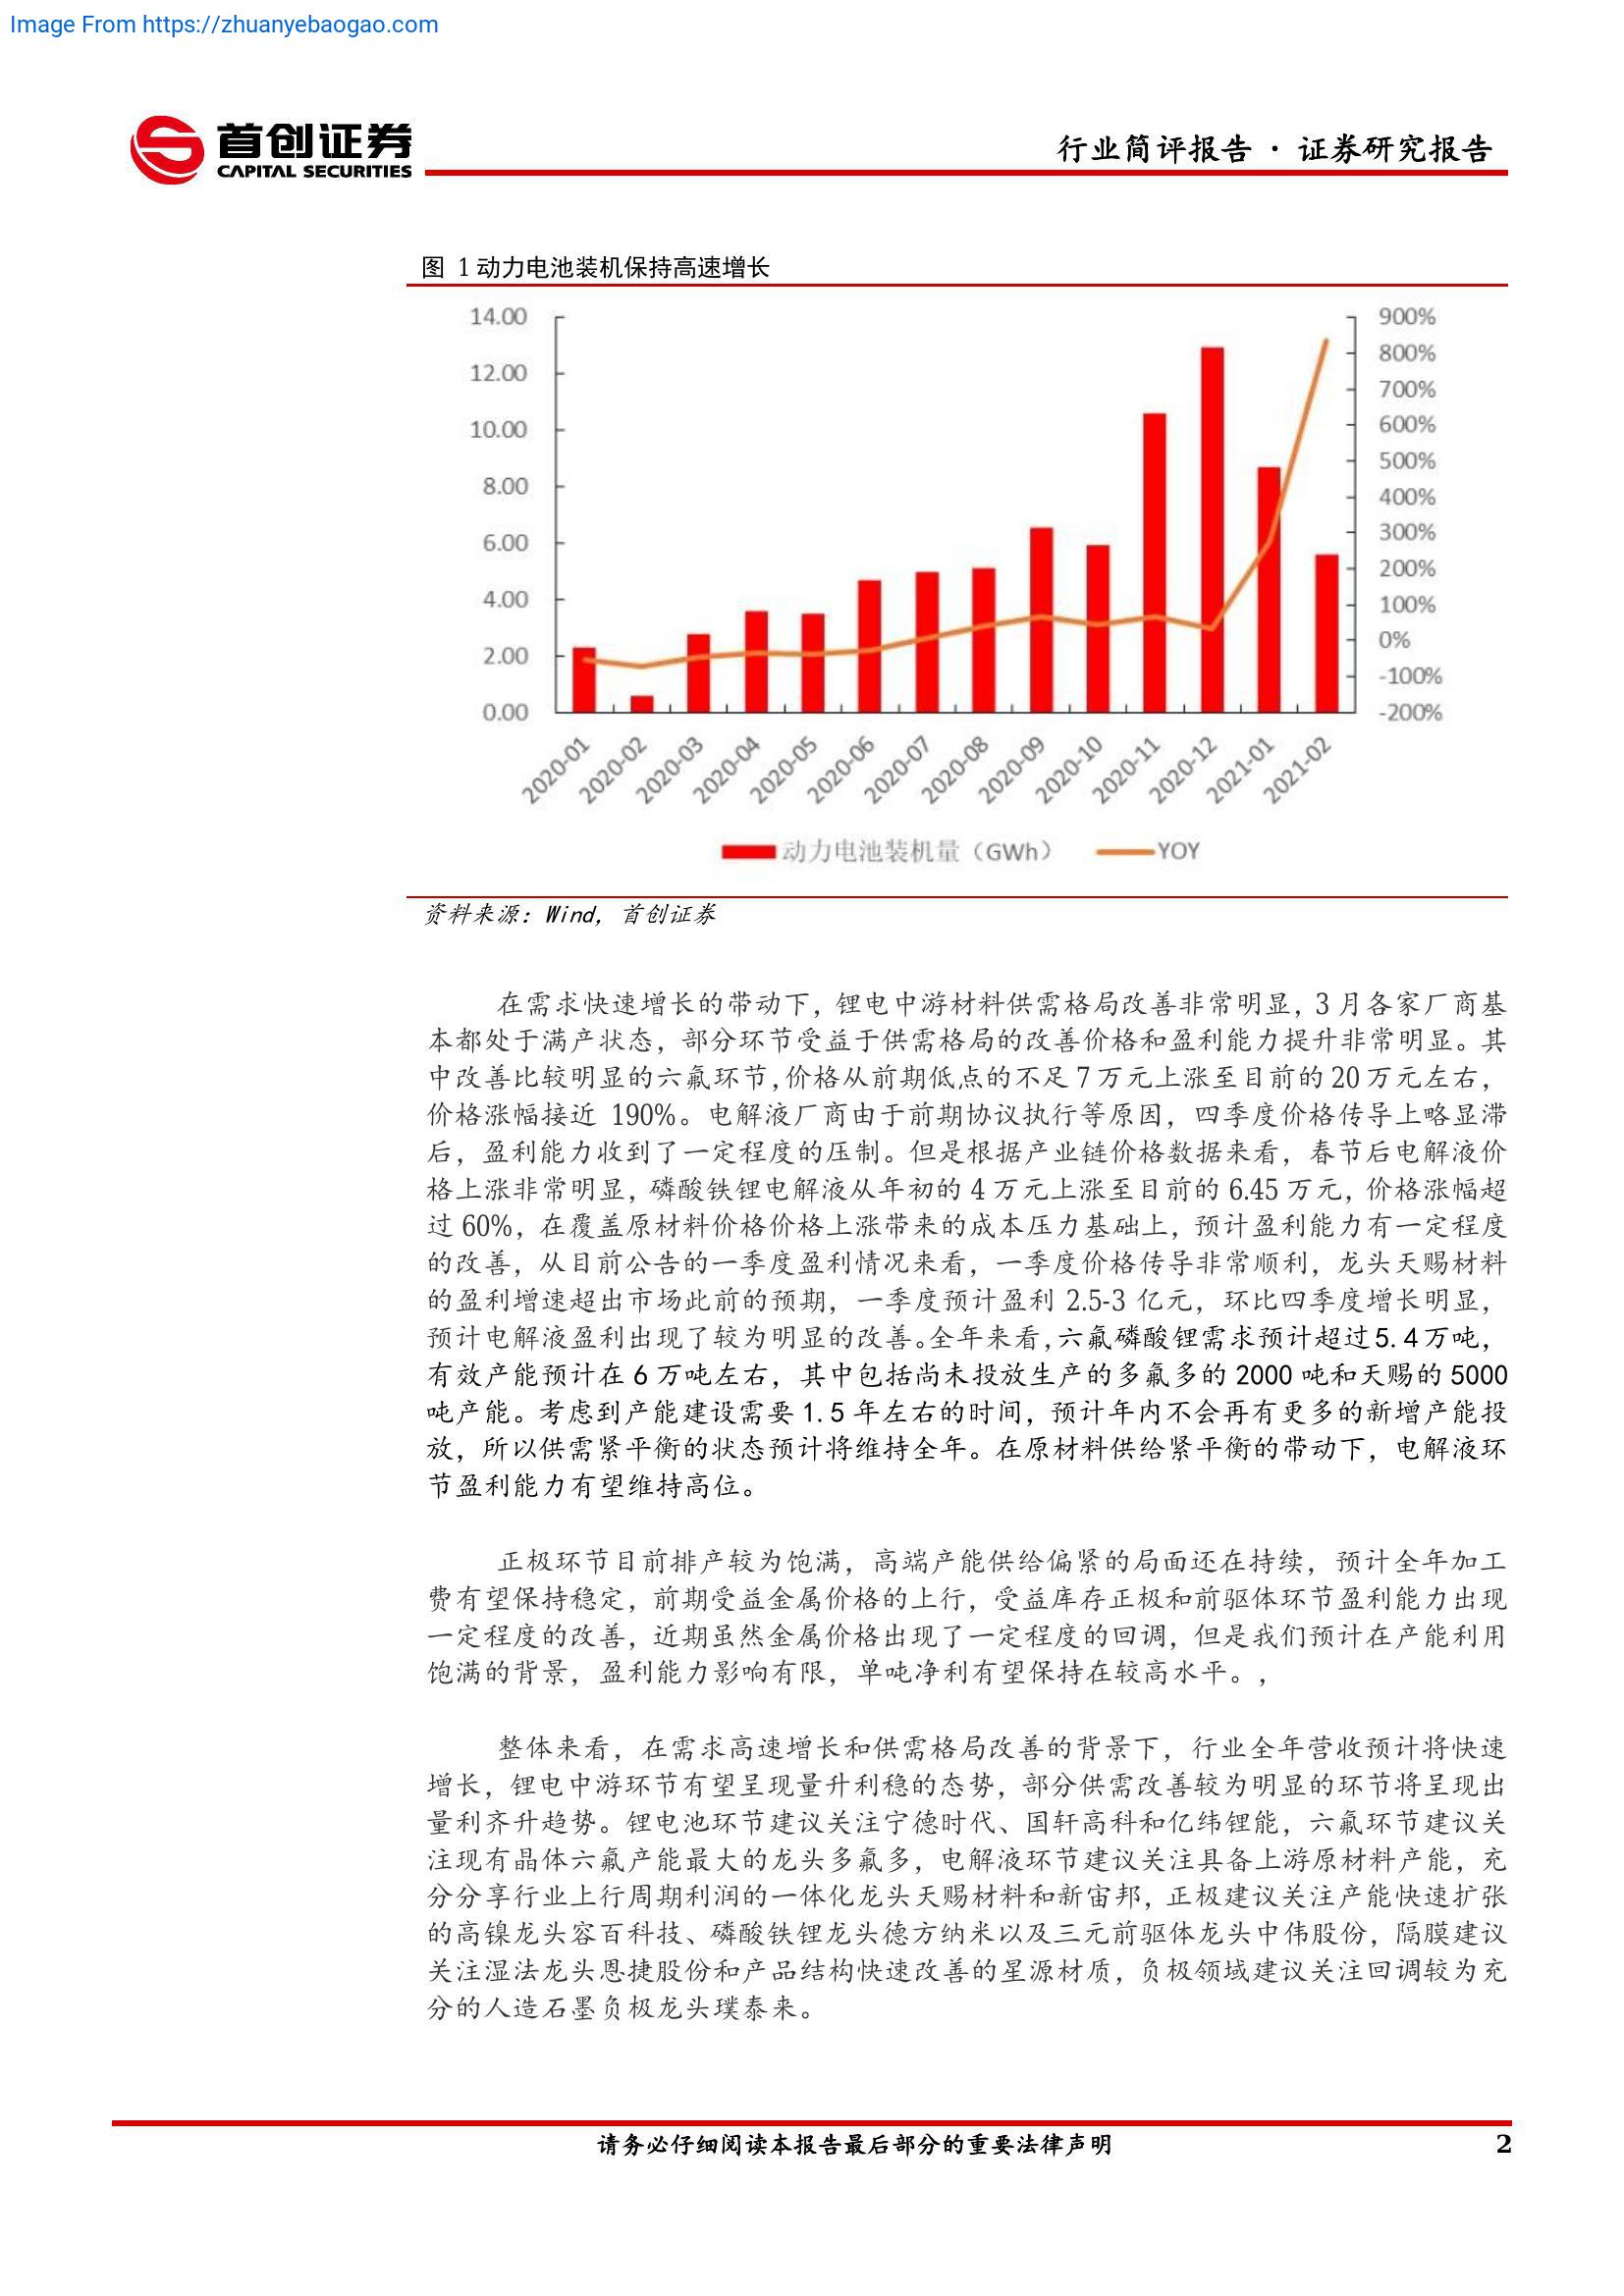 Image From https://zhuanyebaogao.com
首创证券
CAPITAL SECURITIES
行业简评报告 · 证券研究报告
图 1 动力电池装机保持高速增长
14.00
12.00
10.00
8.00
6.00
4.00
2.00
0.00
900%
800%
700%
600%
500%
400%
300%
200%
100%
0%
-100%
-200%
2020-01
2020-02
2020-03
2020-04
2020-05
2020-06
2020-07
2020-08
2020-09
2020-10
2020-11
2020-12
2021-01
2021-02
动力电池装机量（GWh）
YOY
资料来源：Wind，首创证券
在需求快速增长的带动下，锂电中游材料供需格局改善非常明显，3 月各家厂商基
本都处于满产状态，部分环节受益于供需格局的改善价格和盈利能力提升非常明显。其
中改善比较明显的六氟环节,价格从前期低点的不足 7 万元上涨至目前的 20 万元左右，
价格涨幅接近 190%。电解液厂商由于前期协议执行等原因，四季度价格传导上略显滞
后，盈利能力收到了一定程度的压制。但是根据产业链价格数据来看，春节后电解液价
格上涨非常明显，磷酸铁锂电解液从年初的 4 万元上涨至目前的 6.45 万元，价格涨幅超
过 60%，在覆盖原材料价格价格上涨带来的成本压力基础上，预计盈利能力有一定程度
的改善，从目前公告的一季度盈利情况来看，一季度价格传导非常顺利，龙头天赐材料
的盈利增速超出市场此前的预期，一季度预计盈利 2.5-3 亿元，环比四季度增长明显，
预计电解液盈利出现了较为明显的改善。全年来看，六氟磷酸锂需求预计超过 5.4 万吨，
有效产能预计在 6 万吨左右，其中包括尚未投放生产的多氟多的 2000 吨和天赐的 5000
吨产能。考虑到产能建设需要 1.5 年左右的时间，预计年内不会再有更多的新增产能投
放，所以供需紧平衡的状态预计将维持全年。在原材料供给紧平衡的带动下，电解液环
节盈利能力有望维持高位。
正极环节目前排产较为饱满，高端产能供给偏紧的局面还在持续，预计全年加工
费有望保持稳定，前期受益金属价格的上行，受益库存正极和前驱体环节盈利能力出现
一定程度的改善，近期虽然金属价格出现了一定程度的回调，但是我们预计在产能利用
饱满的背景，盈利能力影响有限，单吨净利有望保持在较高水平。，
整体来看，在需求高速增长和供需格局改善的背景下，行业全年营收预计将快速
增长，锂电中游环节有望呈现量升利稳的态势，部分供需改善较为明显的环节将呈现出
量利齐升趋势。锂电池环节建议关注宁德时代、国轩高科和亿纬锂能，六氟环节建议关
注现有晶体六氟产能最大的龙头多氟多，电解液环节建议关注具备上游原材料产能，充
分分享行业上行周期利润的一体化龙头天赐材料和新宙邦，正极建议关注产能快速扩张
的高镍龙头容百科技、磷酸铁锂龙头德方纳米以及三元前驱体龙头中伟股份，隔膜建议
关注湿法龙头恩捷股份和产品结构快速改善的星源材质，负极领域建议关注回调较为充
分的人造石墨负极龙头璞泰来。
请务必仔细阅读本报告最后部分的重要法律声明
2